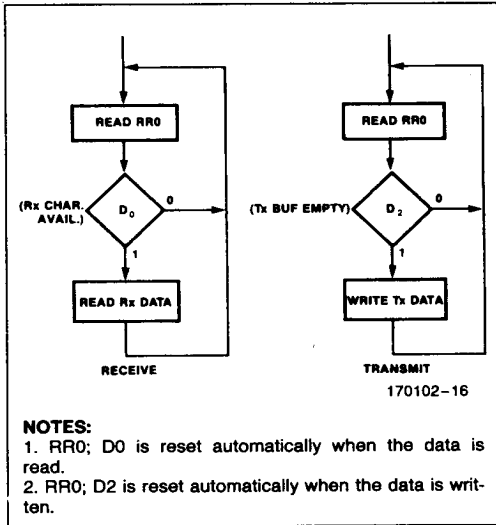 READ RR0
(Rx CHAR.
AVAIL.)
D0
0
1
READ Rx DATA
RECEIVE
READ RR0
(Tx BUF EMPTY)
D2
0
1
WRITE Tx DATA
TRANSMIT
170102-16
NOTES:
1. RR0; D0 is reset automatically when the data is
read.
2. RR0; D2 is reset automatically when the data is writ-
ten.